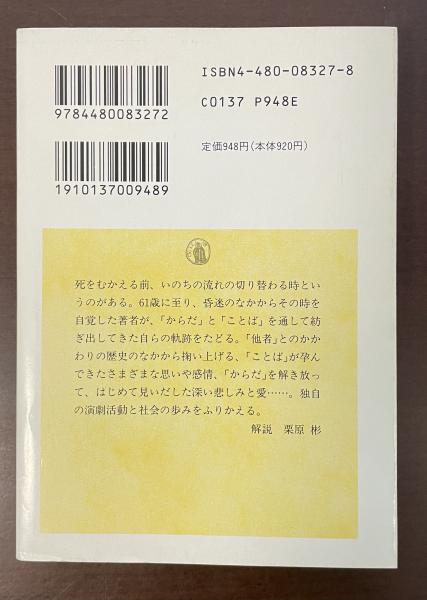 ISBN4-480-08327-8
C0137 P948E
9784480083272
定価948円(本体920円)
1910137009489
死をむかえる前、いのちの流れの切り替わる時とい
うのがある。61歳に至り、昏迷のなかからその時を
自覚した著者が、「からだ」と「ことば」を通して紡
ぎ出してきた自らの軌跡をたどる。「他者」とのかか
わりの歴史のなかから掬い上げる、「ことば」が孕ん
できたさまざまな思いや感情、「からだ」を解き放っ
て、はじめて見いだした深い悲しみと愛……。独自
の演劇活動と社会の歩みをふりかえる。
解説 栗原 彬